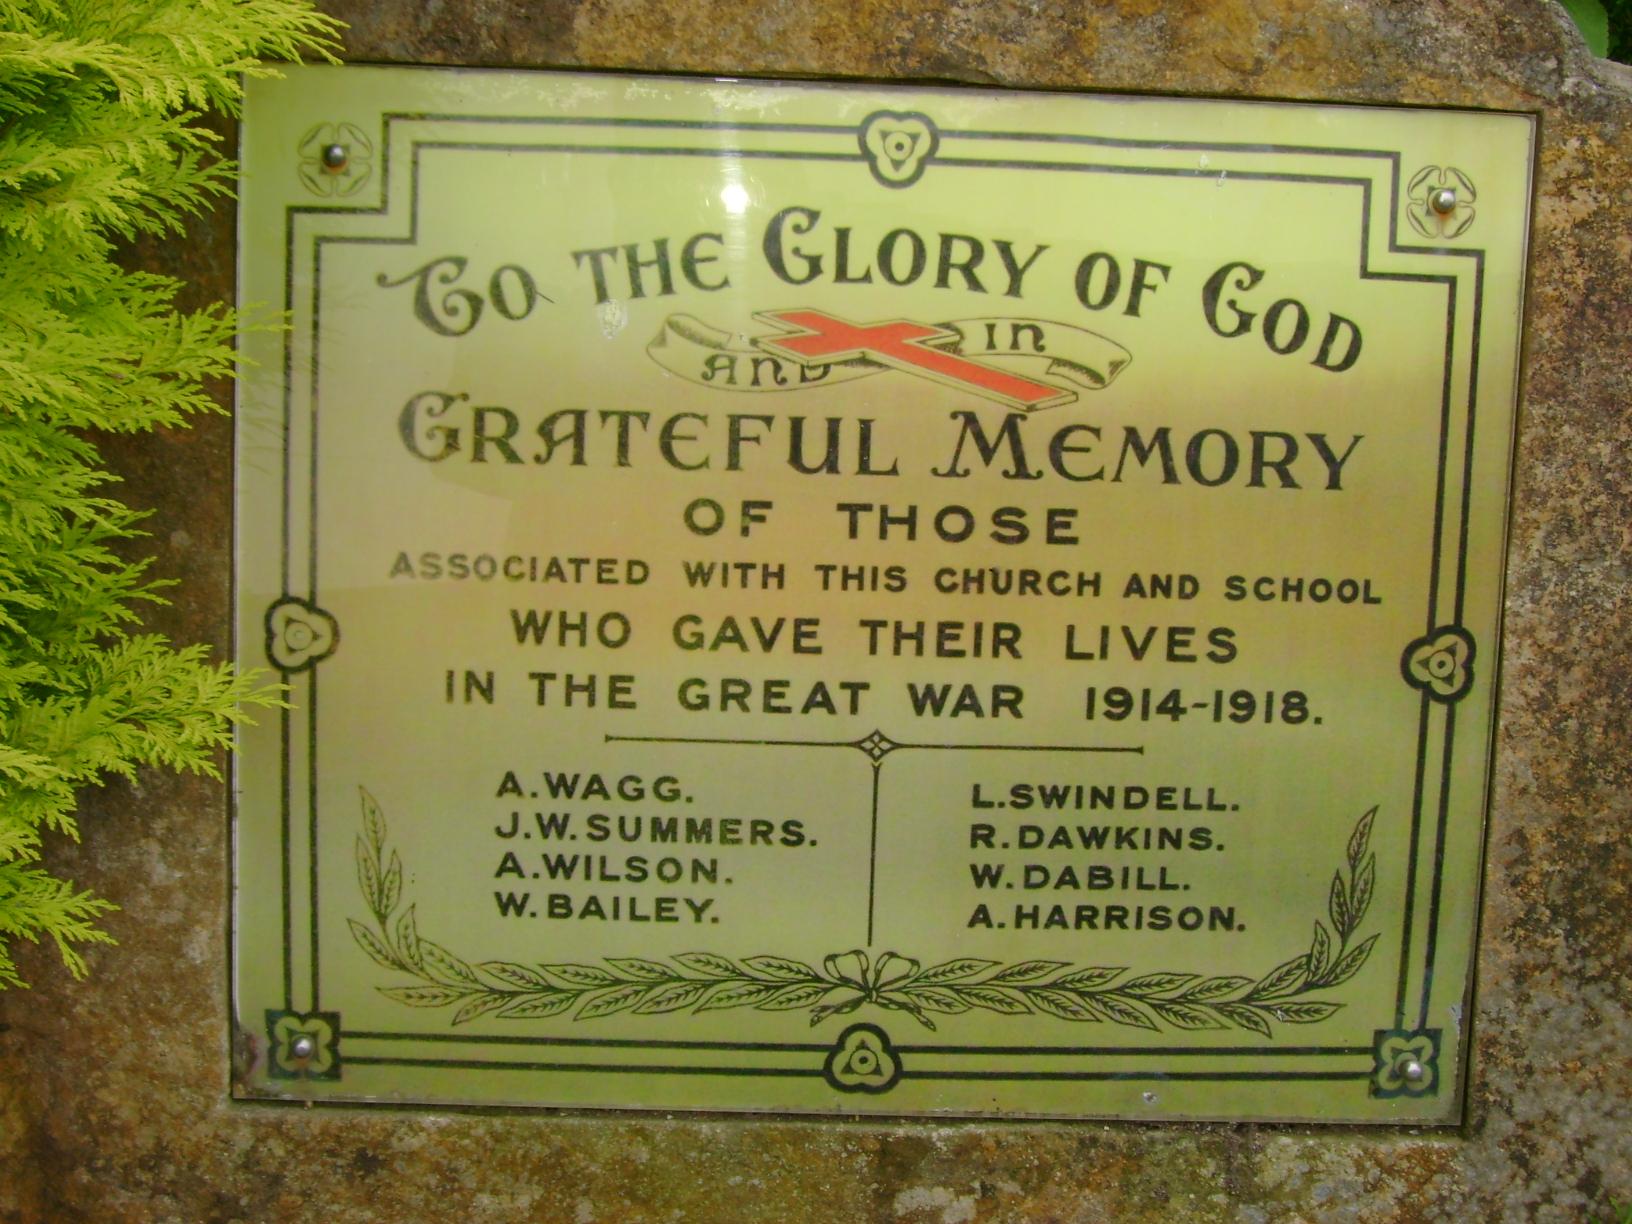 To the Glory of God
and in
Grateful Memory
OF THOSE
ASSOCIATED WITH THIS CHURCH AND SCHOOL
WHO GAVE THEIR LIVES
IN THE GREAT WAR 1914-1918.
A. WAGG.
J. W. SUMMERS.
A. WILSON.
W. BAILEY.
L. SWINDELL.
R. DAWKINS.
W. DABILL.
A. HARRISON.